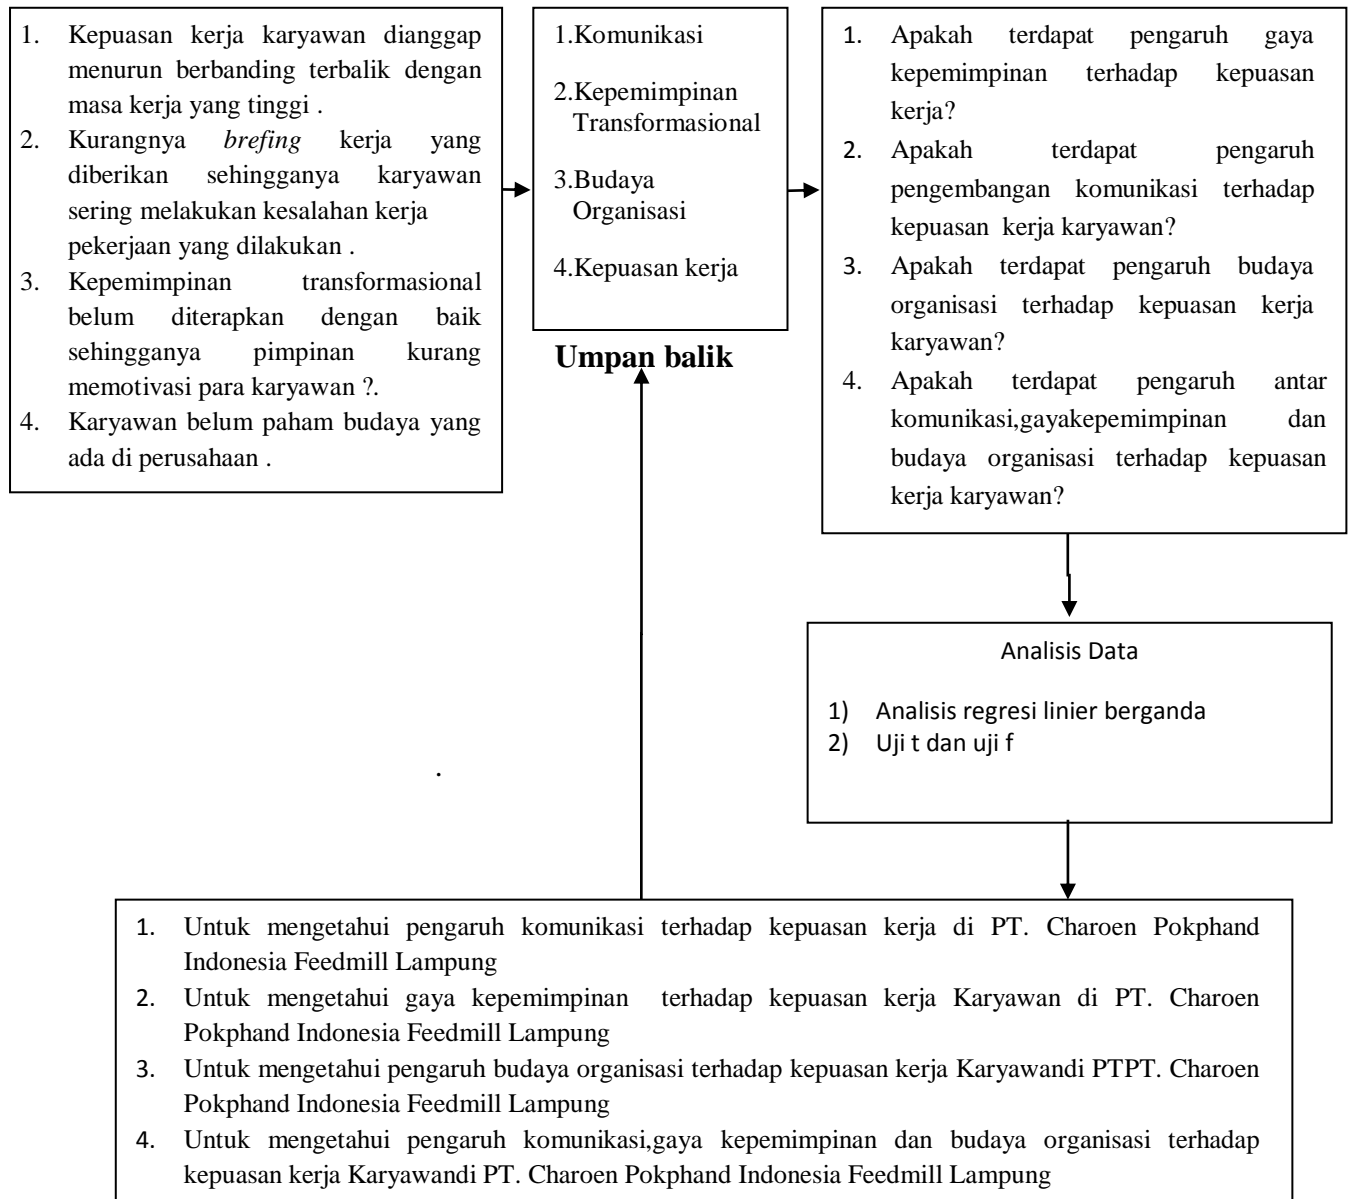 1. Kepuasan kerja karyawan dianggap
menurun berbanding terbalik dengan
masa kerja yang tinggi .
2. Kurangnya brefing kerja yang
diberikan sehingganya karyawan
sering melakukan kesalahan kerja
pekerjaan yang dilakukan .
3. Kepemimpinan transformasional
belum diterapkan dengan baik
sehingganya pimpinan kurang
memotivasi para karyawan ?.
4. Karyawan belum paham budaya yang
ada di perusahaan .
1.Komunikasi
2.Kepemimpinan
Transformasional
3.Budaya
Organisasi
4.Kepuasan kerja
Umpan balik
1. Apakah terdapat pengaruh gaya
kepemimpinan terhadap kepuasan
kerja?
2. Apakah terdapat pengaruh
pengembangan komunikasi terhadap
kepuasan kerja karyawan?
3. Apakah terdapat pengaruh budaya
organisasi terhadap kepuasan kerja
karyawan?
4. Apakah terdapat pengaruh antar
komunikasi,gayakepemimpinan dan
budaya organisasi terhadap kepuasan
kerja karyawan?
Analisis Data
1) Analisis regresi linier berganda
2) Uji t dan uji f
.
1. Untuk mengetahui pengaruh komunikasi terhadap kepuasan kerja di PT. Charoen Pokphand
Indonesia Feedmill Lampung
2. Untuk mengetahui gaya kepemimpinan terhadap kepuasan kerja Karyawan di PT. Charoen
Pokphand Indonesia Feedmill Lampung
3. Untuk mengetahui pengaruh budaya organisasi terhadap kepuasan kerja Karyawandi PTPT. Charoen
Pokphand Indonesia Feedmill Lampung
4. Untuk mengetahui pengaruh komunikasi,gaya kepemimpinan dan budaya organisasi terhadap
kepuasan kerja Karyawandi PT. Charoen Pokphand Indonesia Feedmill Lampung